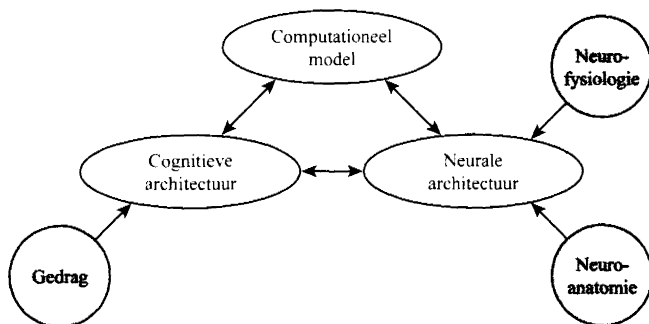 Computationeel
model
Neuro-
fysiologie
Cognitieve
architectuur
Neurale
architectuur
Gedrag
Neuro-
anatomie